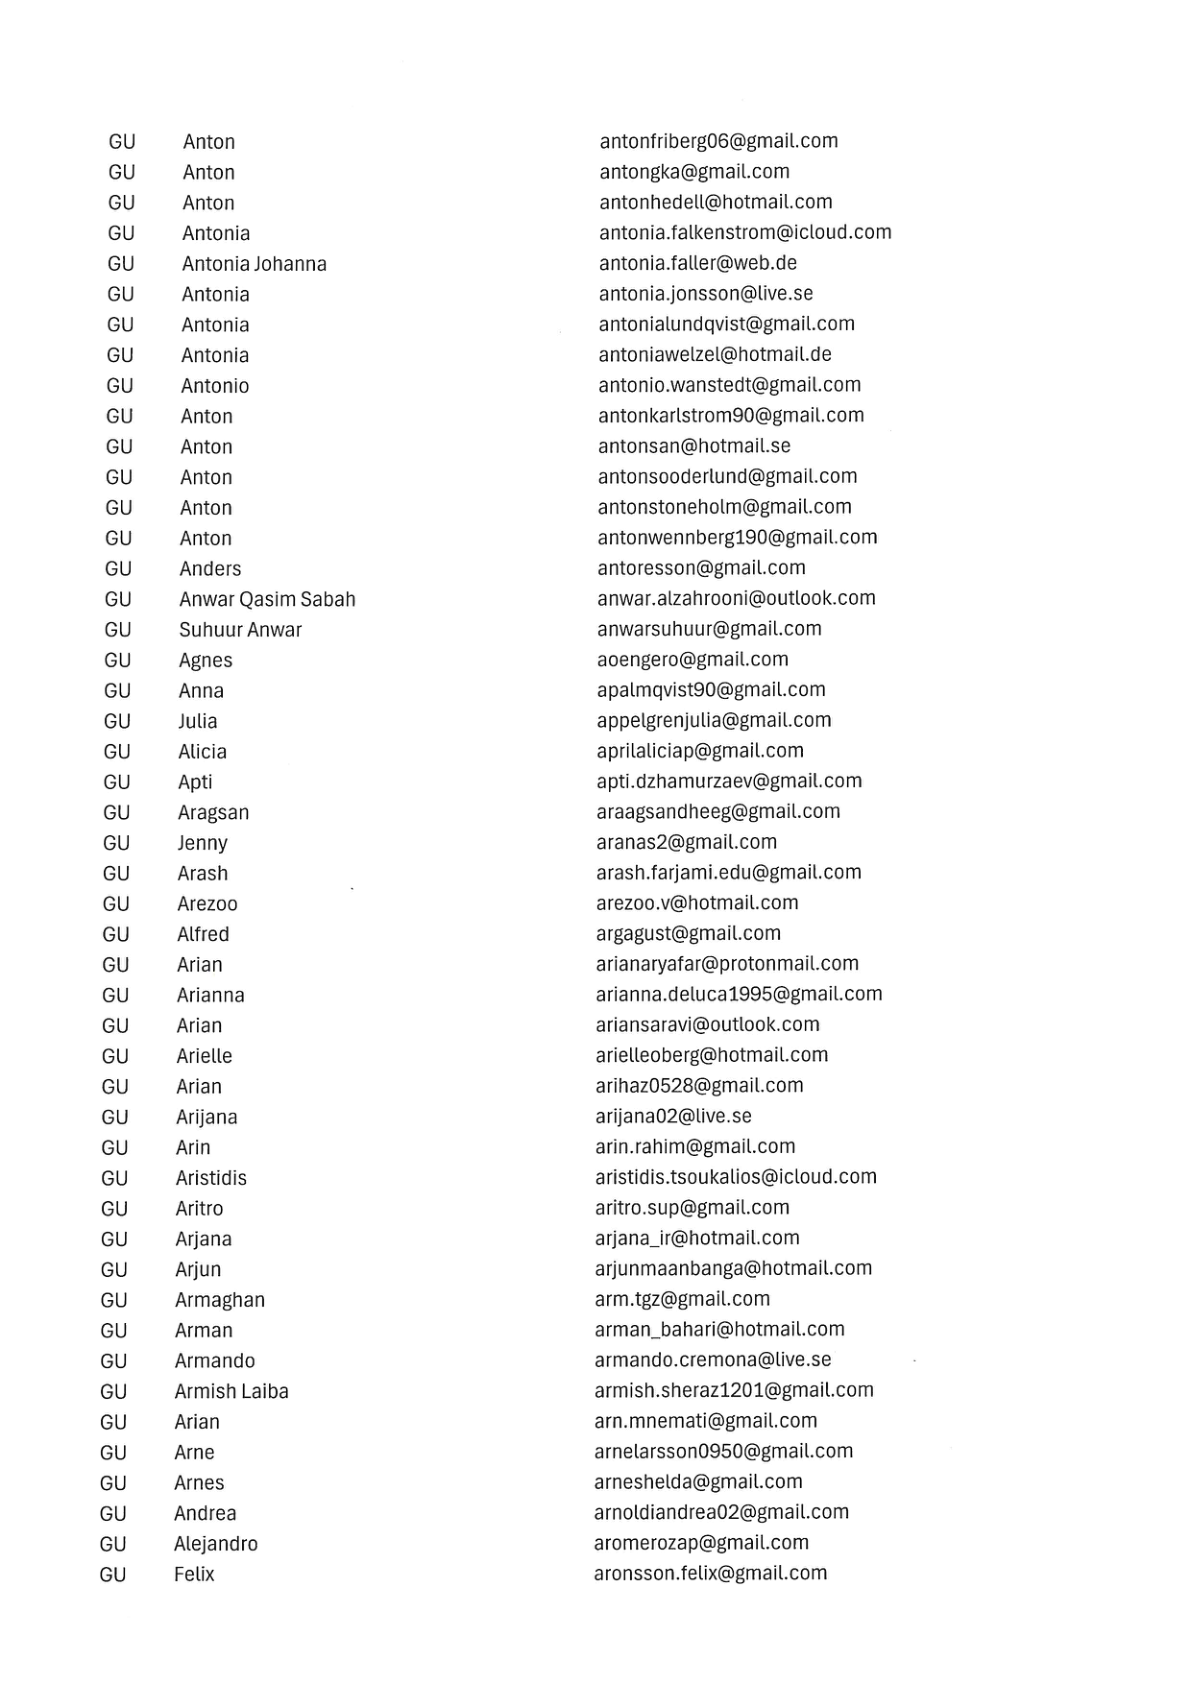 GU Anton antonfriberg06@gmail.com
GU Anton antongka@gmail.com
GU Anton antonhedell@hotmail.com
GU Antonia antonia.falkenstrom@icloud.com
GU Antonia Johanna antonia.faller@web.de
GU Antonia antonia.jonsson@live.se
GU Antonia antonialundqvist@gmail.com
GU Antonia antoniawelzel@hotmail.de
GU Antonio antonio.wanstedt@gmail.com
GU Anton antonkarlstrom90@gmail.com
GU Anton antonsan@hotmail.se
GU Anton antonsooderlund@gmail.com
GU Anton antonstoneholm@gmail.com
GU Anton antonwennberg190@gmail.com
GU Anders antoresson@gmail.com
GU Anwar Qasim Sabah anwar.alzahrooni@outlook.com
GU Suhuur Anwar anwarsuhuur@gmail.com
GU Agnes aoengero@gmail.com
GU Anna apalmqvist90@gmail.com
GU Julia appelgrenjulia@gmail.com
GU Alicia aprilaliciap@gmail.com
GU Apti apti.dzhamurzaev@gmail.com
GU Aragsan araagsandheeg@gmail.com
GU Jenny aranas2@gmail.com
GU Arash arash.farjami.edu@gmail.com
GU Arezoo arezoo.v@hotmail.com
GU Alfred argagust@gmail.com
GU Arian arianaryafar@protonmail.com
GU Arianna arianna.deluca1995@gmail.com
GU Arian ariansaravi@outlook.com
GU Arielle arielleoberg@hotmail.com
GU Arian arihaz0528@gmail.com
GU Arijana arijana02@live.se
GU Arin arin.rahim@gmail.com
GU Aristidis aristidis.tsoukalios@icloud.com
GU Aritro aritro.sup@gmail.com
GU Arjana arjana_ir@hotmail.com
GU Arjun arjunmaanbanga@hotmail.com
GU Armaghan arm.tgz@gmail.com
GU Arman arman_bahari@hotmail.com
GU Armando armando.cremona@live.se
GU Armish Laiba armish.sheraz1201@gmail.com
GU Arian arn.mnemati@gmail.com
GU Arne arnelarsson0950@gmail.com
GU Arnes arneshelda@gmail.com
GU Andrea arnoldiandrea02@gmail.com
GU Alejandro aromerozap@gmail.com
GU Felix aronsson.felix@gmail.com